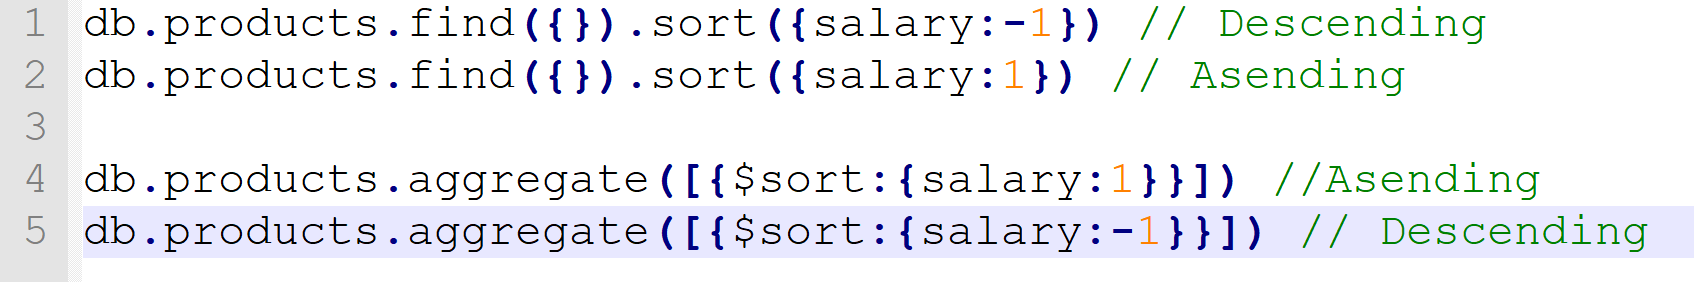 1 db.products.find({}).sort({salary:-1}) // Descending
2 db.products.find({}).sort({salary:1}) // Asending
3
4 db.products.aggregate([{$sort:{salary:1}}]) //Asending
5 db.products.aggregate([{$sort:{salary:-1}}]) // Descending